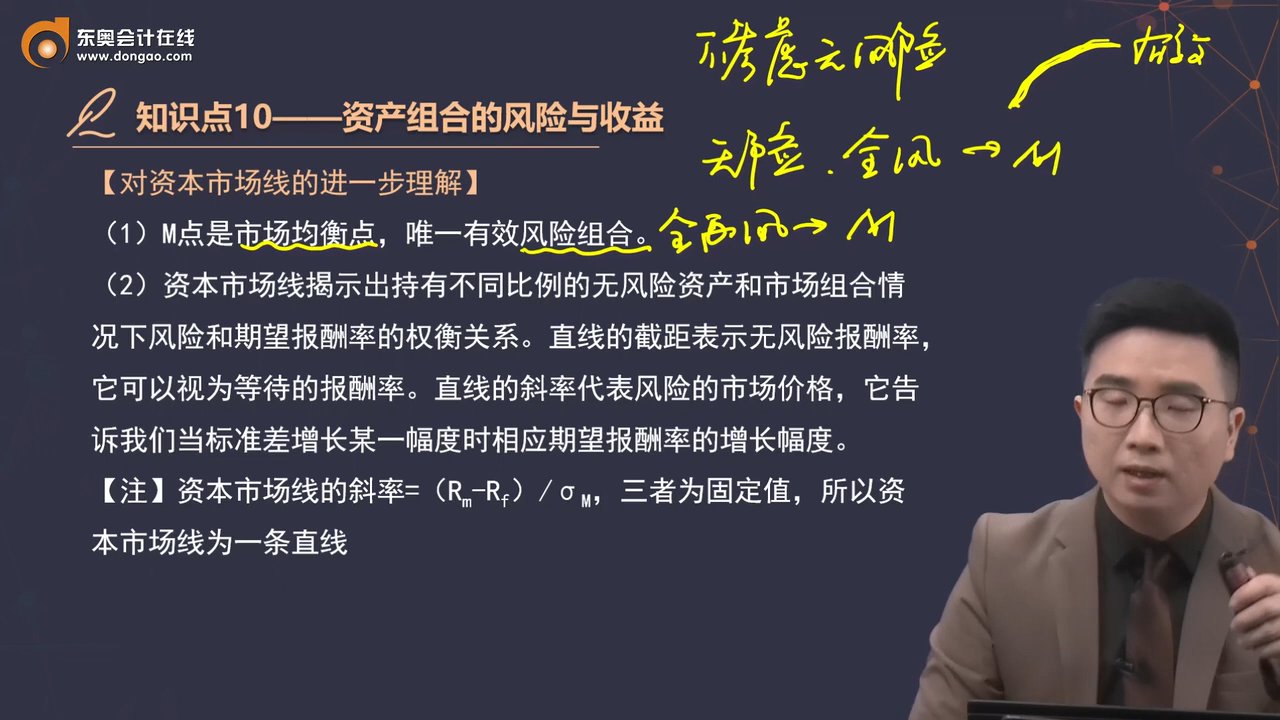 东奥会计在线
www.dongao.com
不考虑无风险
有效
知识点10——资产组合的风险与收益
无风险.全风→M
【对资本市场线的进一步理解】
（1）M点是市场均衡点，唯一有效风险组合。全部风→M
（2）资本市场线揭示出持有不同比例的无风险资产和市场组合情
况下风险和期望报酬率的权衡关系。直线的截距表示无风险报酬率，
它可以视为等待的报酬率。直线的斜率代表风险的市场价格，它告
诉我们当标准差增长某一幅度时相应期望报酬率的增长幅度。
【注】资本市场线的斜率=（Rm-Rf）/σM，三者为固定值，所以资
本市场线为一条直线